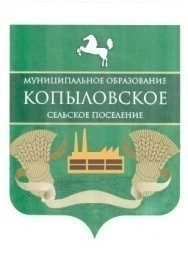 МУНИЦИПАЛЬНОЕ ОБРАЗОВАНИЕ
КОПЫЛОВСКОЕ
СЕЛЬСКОЕ ПОСЕЛЕНИЕ